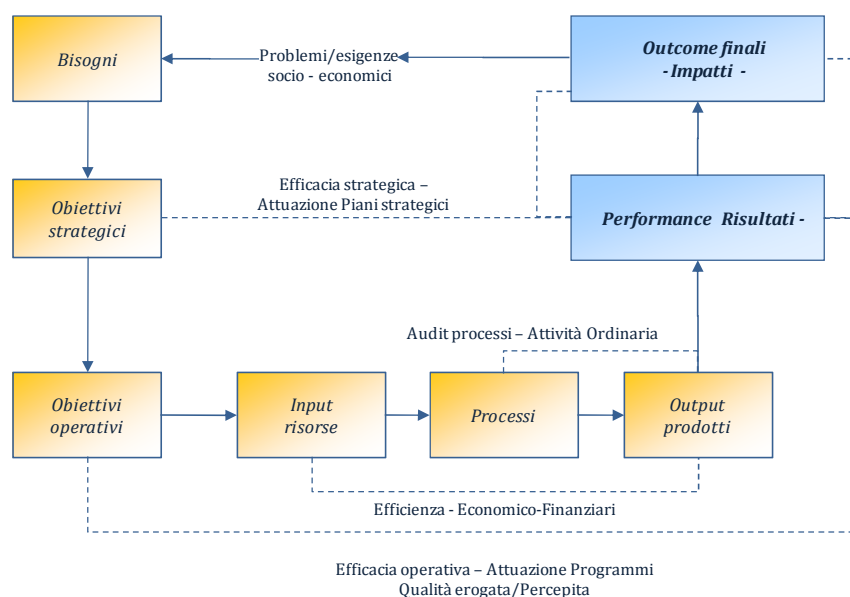 Bisogni
Problemi/esigenze
socio - economici
Outcome finali
- Impatti -
Obiettivi
strategici
Efficacia strategica –
Attuazione Piani strategici
Performance Risultati -
Audit processi – Attività Ordinaria
Obiettivi
operativi
Input
risorse
Processi
Output
prodotti
Efficienza - Economico-Finanziari
Efficacia operativa – Attuazione Programmi
Qualità erogata/Percepita